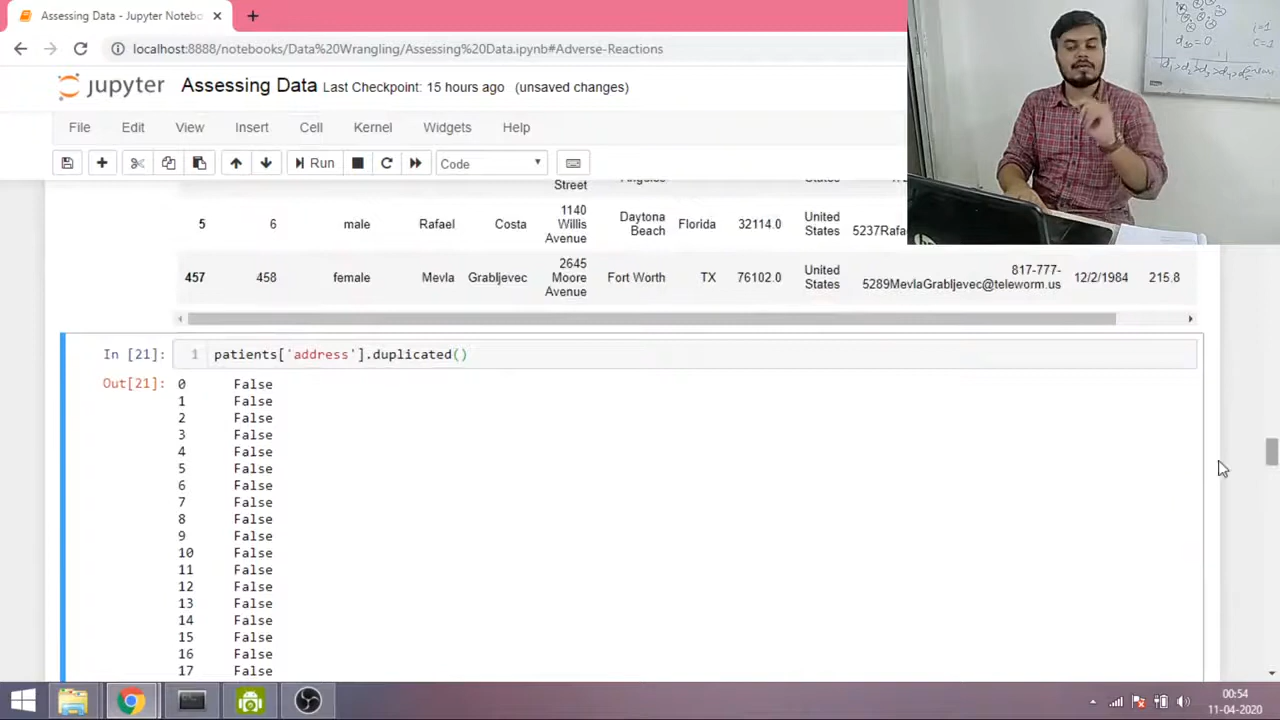 Assessing Data - Jupyter Notebo
localhost:8888/notebooks/Data%20Wrangling/Assessing%20Data.ipynb#Adverse-Reactions
jupyter Assessing Data Last Checkpoint: 15 hours ago (unsaved changes)
File Edit View Insert Cell Kernel Widgets Help
Run Code
Street
5 6 male Rafael Costa 1140 Willis Avenue Daytona Beach Florida 32114.0 United States 5237Rafa
457 458 female Mevla Grabljevec 2645 Moore Avenue Fort Worth TX 76102.0 United States 817-777-5289MevlaGrabljevec@teleworm.us 12/2/1984 215.8
In [21]: 1 patients['address'].duplicated()
Out[21]: 0 False
1 False
2 False
3 False
4 False
5 False
6 False
7 False
8 False
9 False
10 False
11 False
12 False
13 False
14 False
15 False
16 False
17 False
00:54
11-04-2020